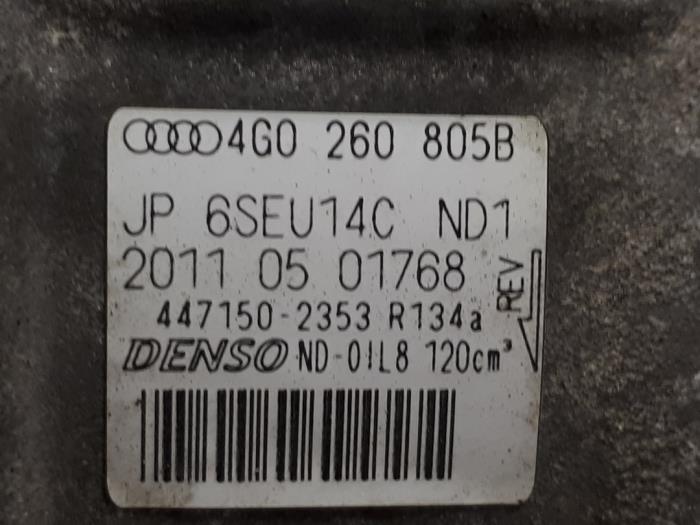 4G0 260 805B
JP 6SEU14C ND1
2011 05 01768
REV
447150-2353 R134a
DENSO ND-OIL8 120cm³